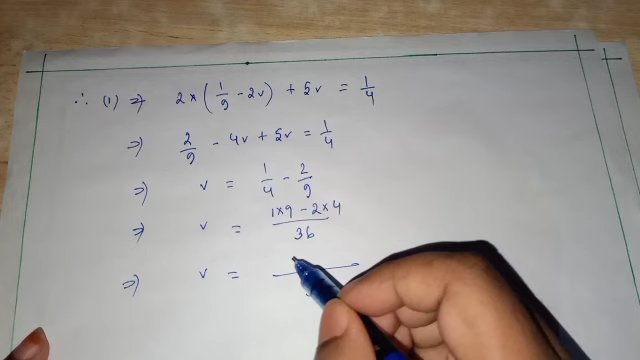 ∴ (1) ⇒ 2×(1/9 - 2v) + 5v = 1/4
⇒ 2/9 - 4v + 5v = 1/4
⇒ v = 1/4 - 2/9
⇒ v = (1×9 - 2×4)/36
⇒ v =